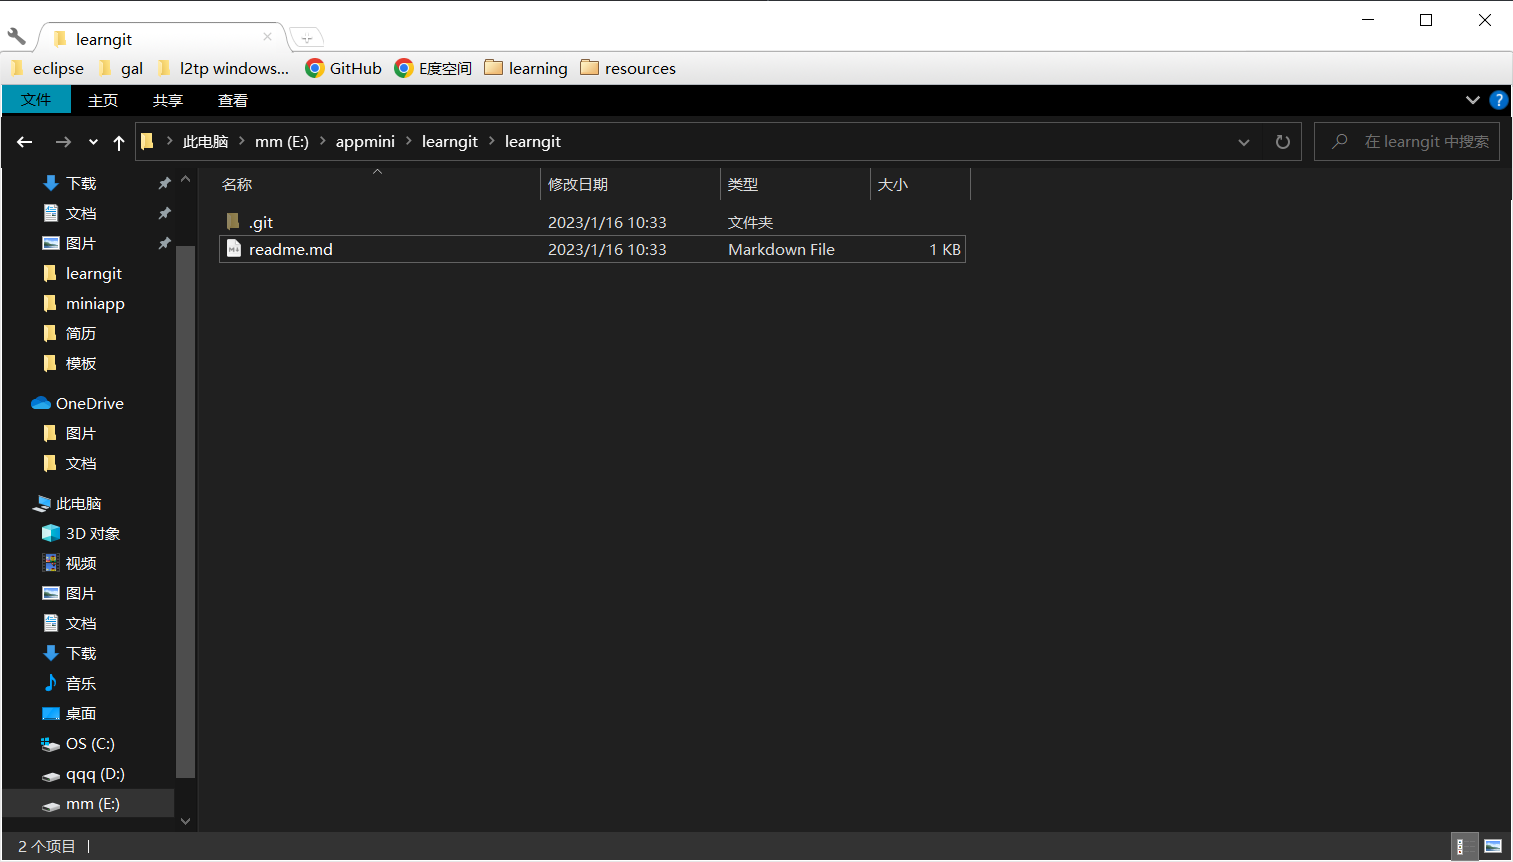 learngit
eclipse gal l2tp windows... GitHub E度空间 learning resources
文件 主页 共享 查看
此电脑 mm (E:) appmini learngit learngit 在 learngit 中搜索
名称 修改日期 类型 大小
.git 2023/1/16 10:33 文件夹
readme.md 2023/1/16 10:33 Markdown File 1 KB
下载
文档
图片
learngit
miniapp
简历
模板
OneDrive
图片
文档
此电脑
3D 对象
视频
图片
文档
下载
音乐
桌面
OS (C:)
qqq (D:)
mm (E:)
2 个项目